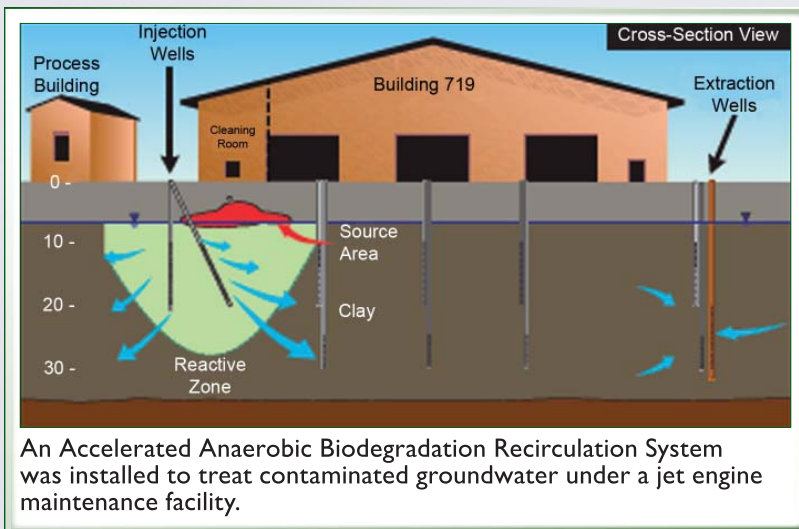 Cross-Section View
Injection
Wells
Process
Building
Building 719
Extraction
Wells
Cleaning
Room
0 -
10 -
Source
Area
20 -
Clay
30 -
Reactive
Zone
An Accelerated Anaerobic Biodegradation Recirculation System
was installed to treat contaminated groundwater under a jet engine
maintenance facility.